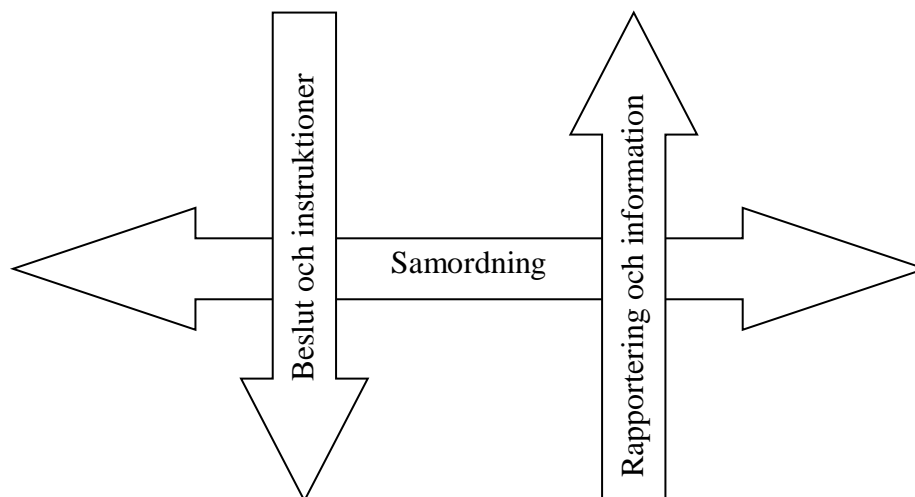 Beslut och instruktioner
Samordning
Rapportering och information